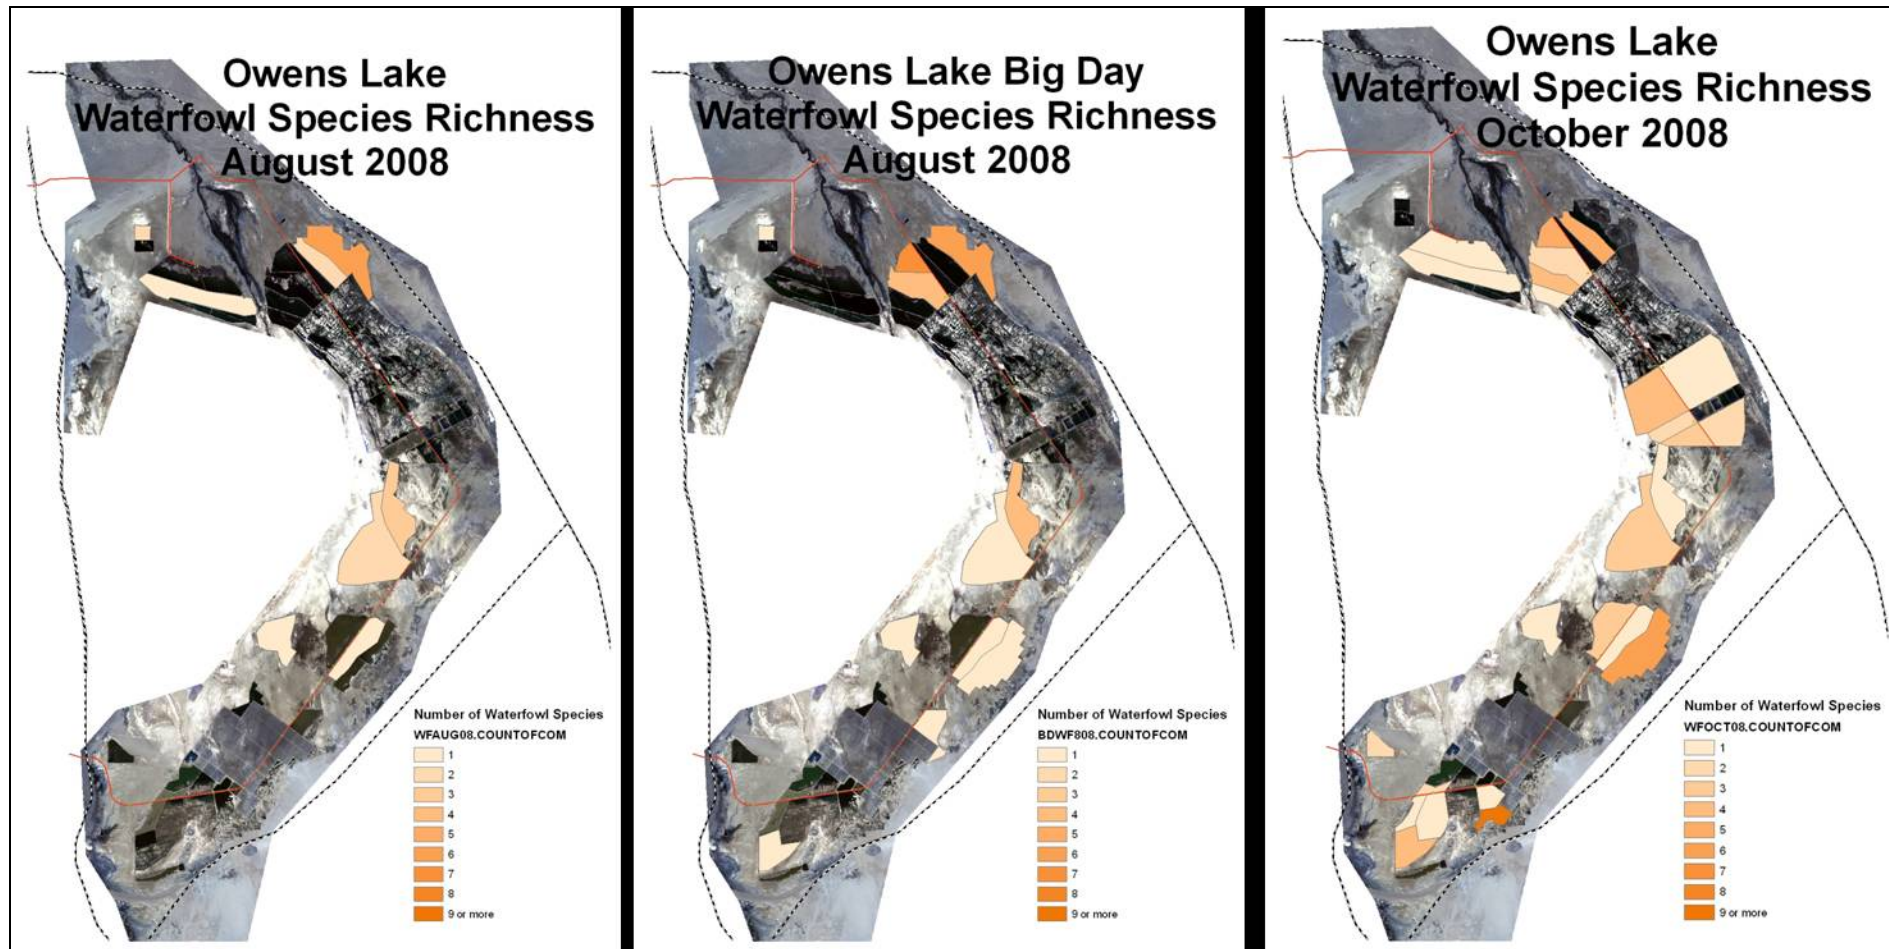 Owens Lake
Waterfowl Species Richness
August 2008
Number of Waterfowl Species
WFAUG08.COUNTOFCOM
1
2
3
4
5
6
7
8
9 or more
Owens Lake Big Day
Waterfowl Species Richness
August 2008
Number of Waterfowl Species
BDWF808.COUNTOFCOM
1
2
3
4
5
6
7
8
9 or more
Owens Lake
Waterfowl Species Richness
October 2008
Number of Waterfowl Species
WFOCT08.COUNTOFCOM
1
2
3
4
5
6
7
8
9 or more